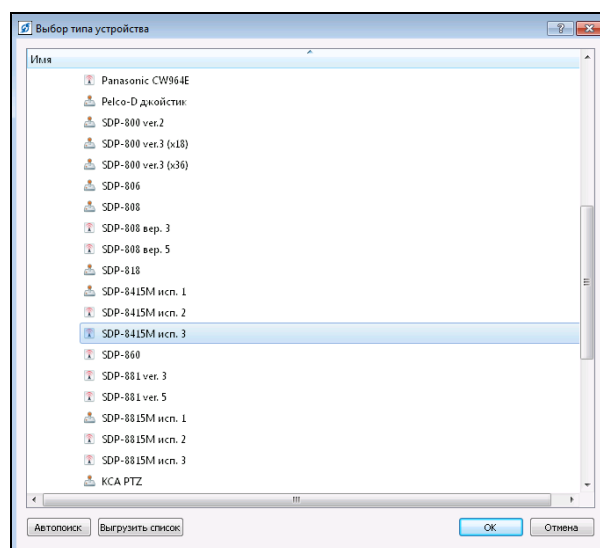 Выбор типа устройства
Имя
Panasonic CW964E
Pelco-D джойстик
SDP-800 ver.2
SDP-800 ver.3 (x18)
SDP-800 ver.3 (x36)
SDP-806
SDP-808
SDP-808 вер. 3
SDP-808 вер. 5
SDP-818
SDP-8415M исп. 1
SDP-8415M исп. 2
SDP-8415M исп. 3
SDP-860
SDP-881 ver. 3
SDP-881 ver. 5
SDP-8815M исп. 1
SDP-8815M исп. 2
SDP-8815M исп. 3
KCA PTZ
Автопоиск Выгрузить список OK Отмена